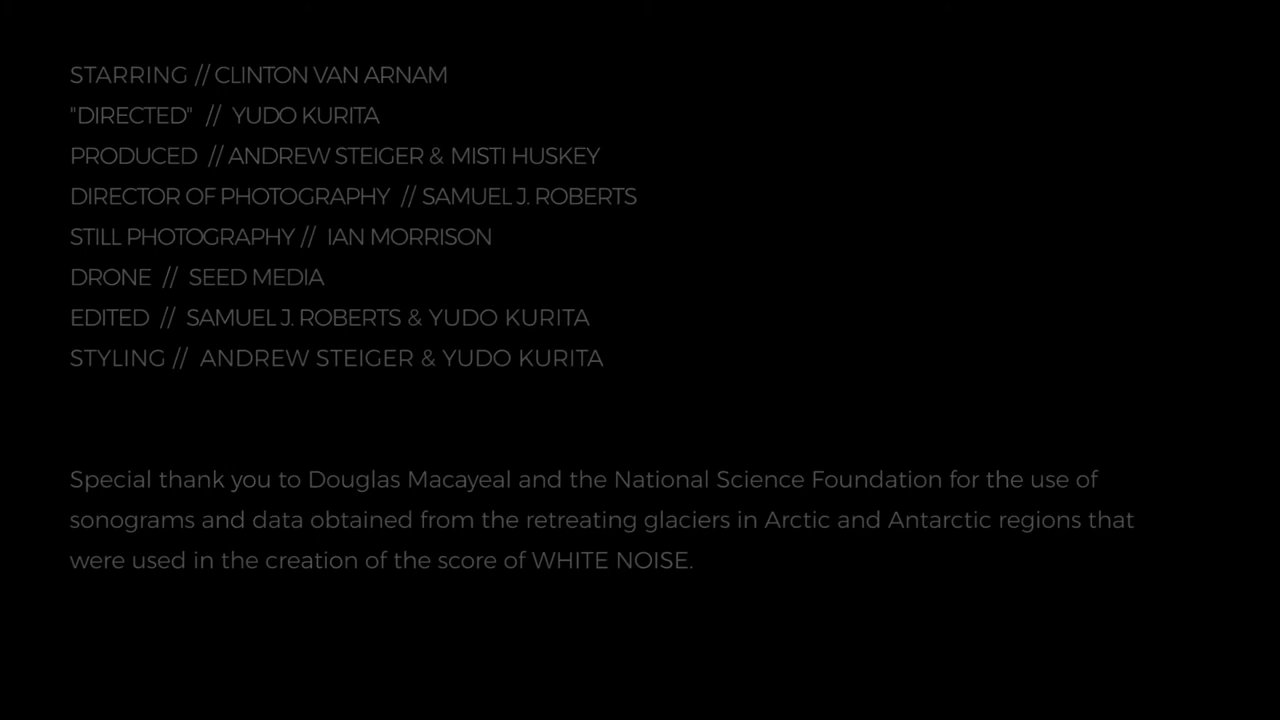 STARRING // CLINTON VAN ARNAM
"DIRECTED" // YUDO KURITA
PRODUCED // ANDREW STEIGER & MISTI HUSKEY
DIRECTOR OF PHOTOGRAPHY // SAMUEL J. ROBERTS
STILL PHOTOGRAPHY // IAN MORRISON
DRONE // SEED MEDIA
EDITED // SAMUEL J. ROBERTS & YUDO KURITA
STYLING // ANDREW STEIGER & YUDO KURITA
Special thank you to Douglas Macayeal and the National Science Foundation for the use of
sonograms and data obtained from the retreating glaciers in Arctic and Antarctic regions that
were used in the creation of the score of WHITE NOISE.